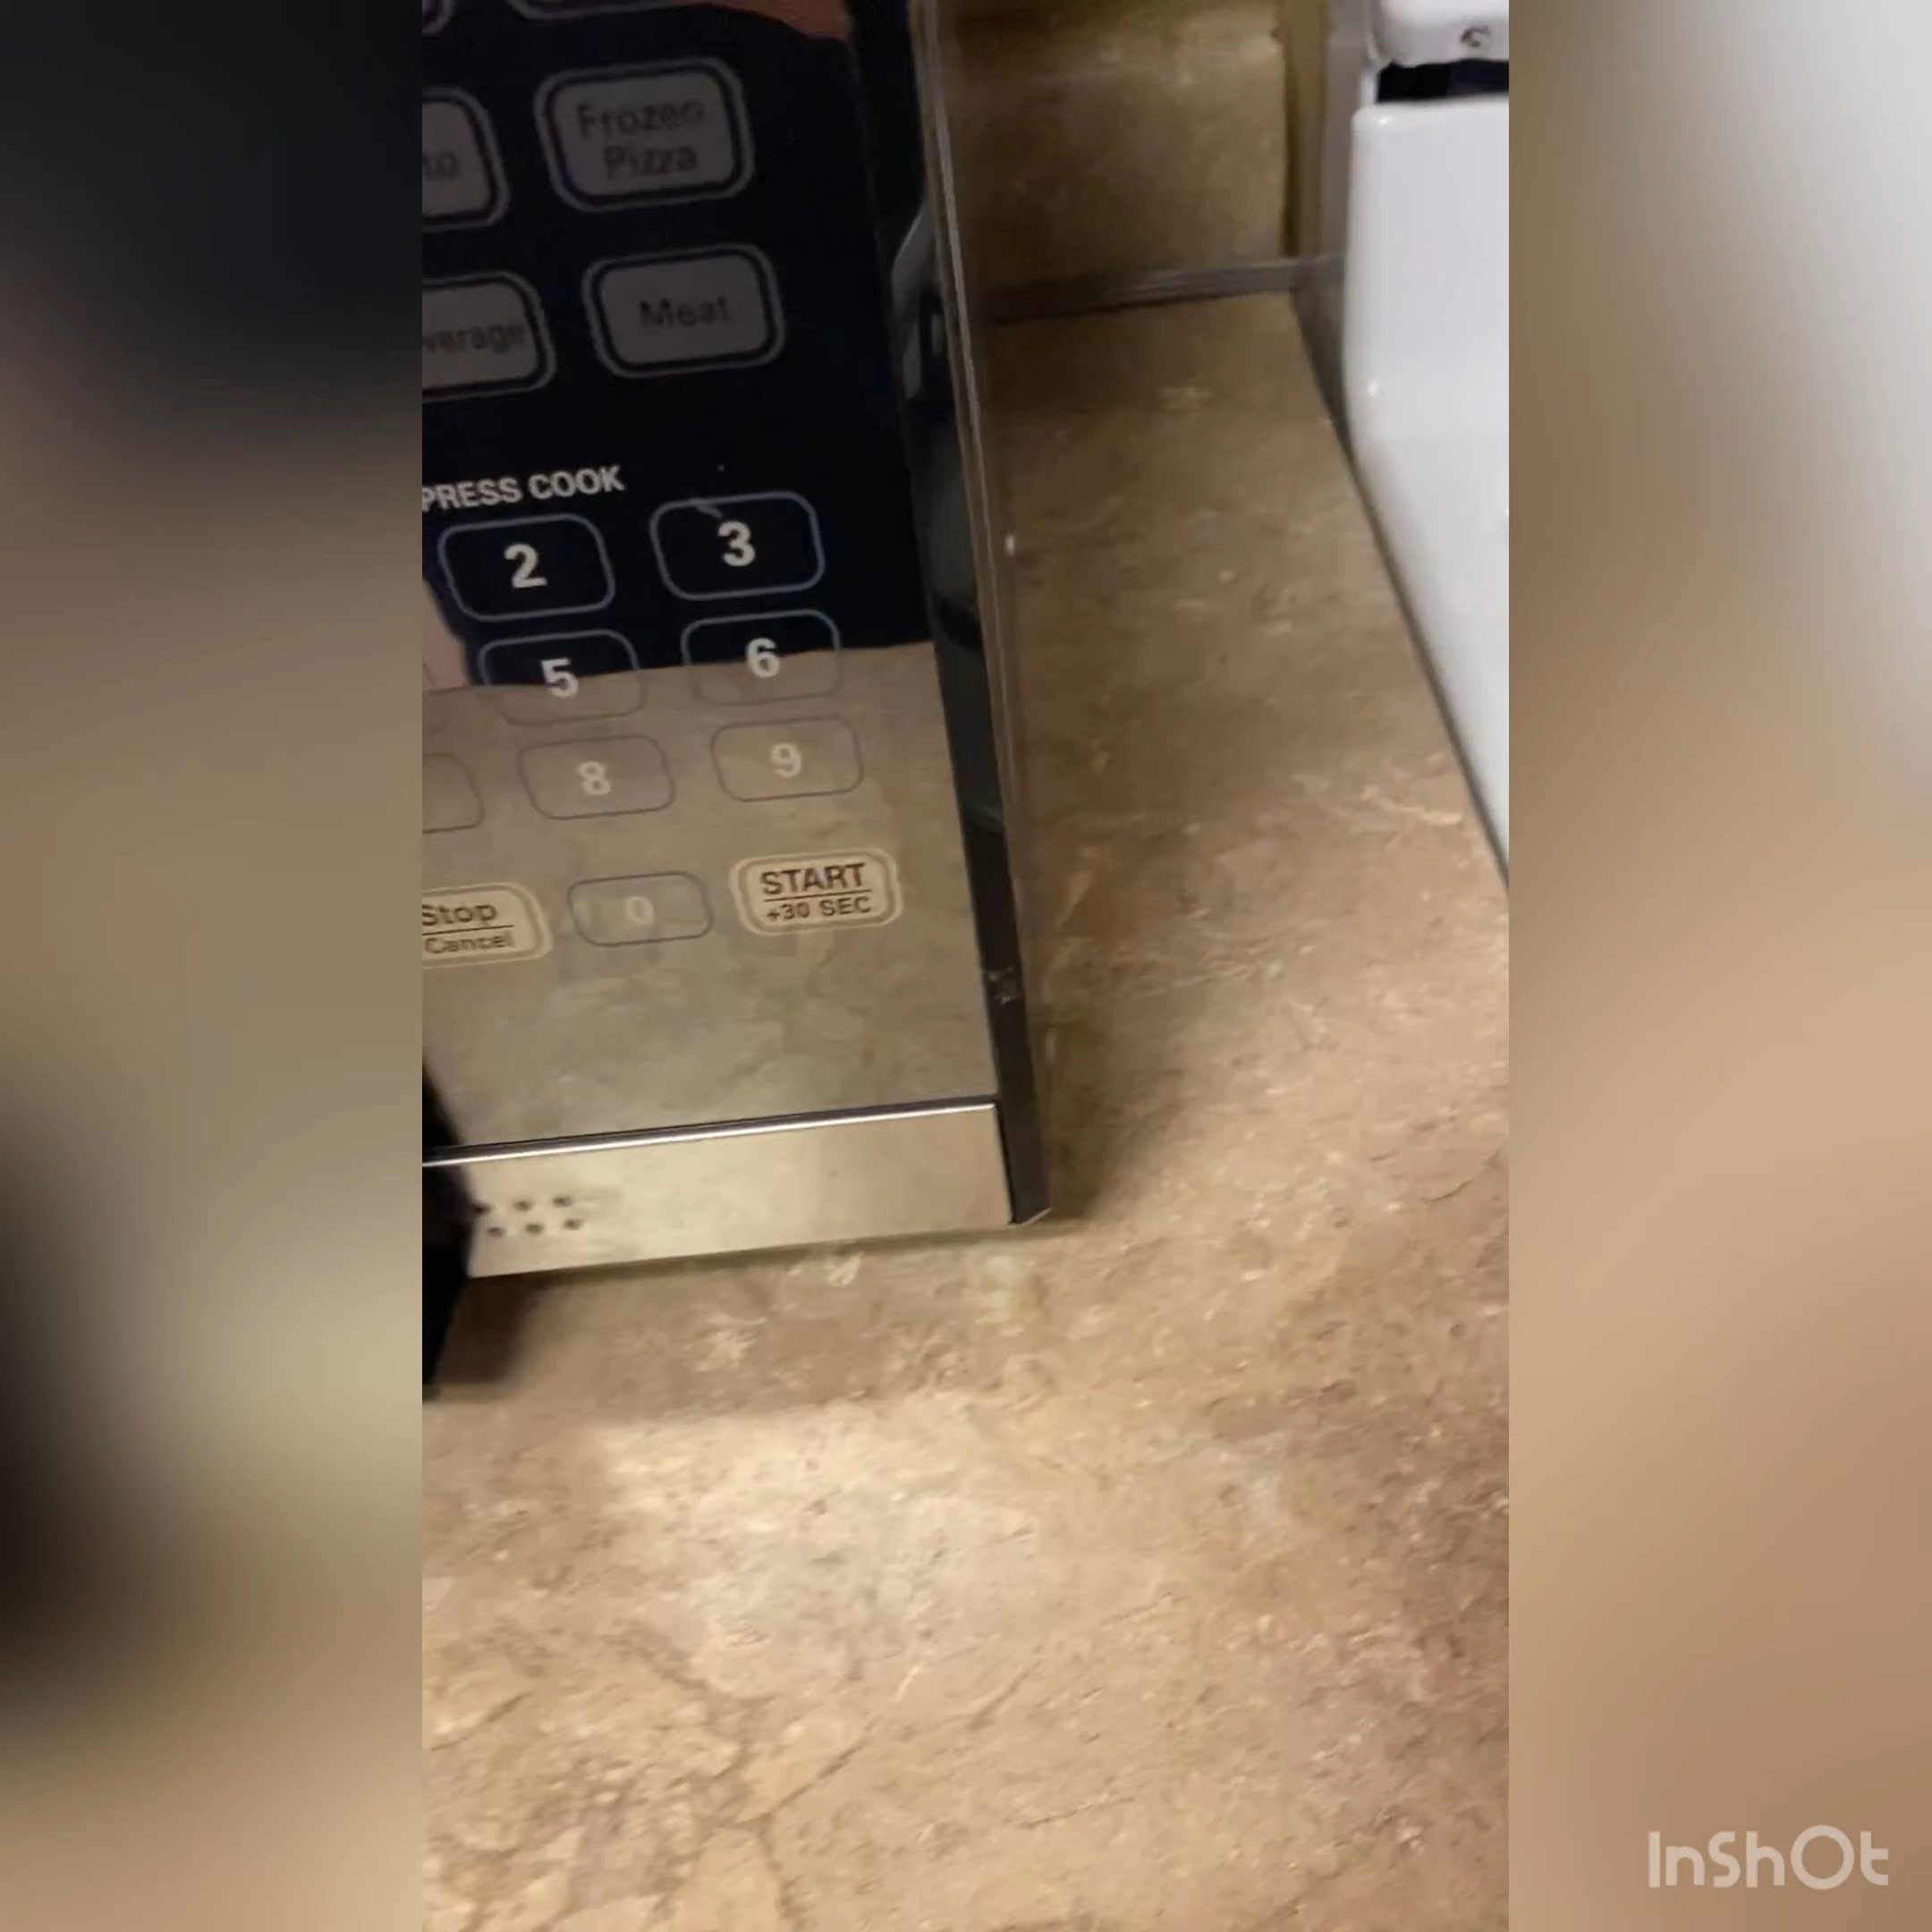 Frozen
Pizza
Meat
PRESS COOK
2 3
5 6
8 9
Stop
Cancel
0
START
+30 SEC
InShOt